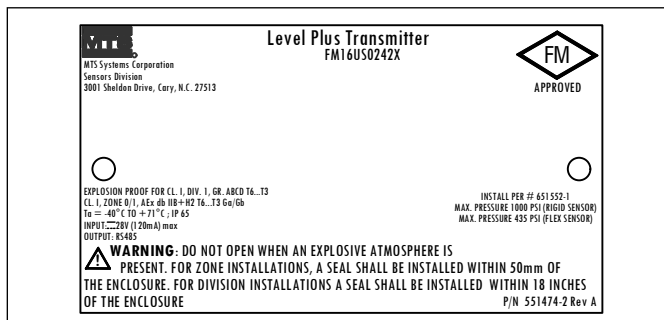 MTS
Level Plus Transmitter
FM16US0242X
FM
APPROVED
MTS Systems Corporation
Sensors Division
3001 Sheldon Drive, Cary, N.C. 27513
EXPLOSION PROOF FOR CL. I, DIV. 1, GR. ABCD T6...T3
CL. I, ZONE 0/1, AEx db IIB+H2 T6...T3 Ga/Gb
Ta = -40°C TO +71°C ; IP 65
INPUT:⎓28V (120mA) max
OUTPUT: RS485
INSTALL PER # 651552-1
MAX. PRESSURE 1000 PSI (RIGID SENSOR)
MAX. PRESSURE 435 PSI (FLEX SENSOR)
WARNING: DO NOT OPEN WHEN AN EXPLOSIVE ATMOSPHERE IS
PRESENT. FOR ZONE INSTALLATIONS, A SEAL SHALL BE INSTALLED WITHIN 50mm OF
THE ENCLOSURE. FOR DIVISION INSTALLATIONS A SEAL SHALL BE INSTALLED WITHIN 18 INCHES
OF THE ENCLOSURE
P/N 551474-2 Rev A